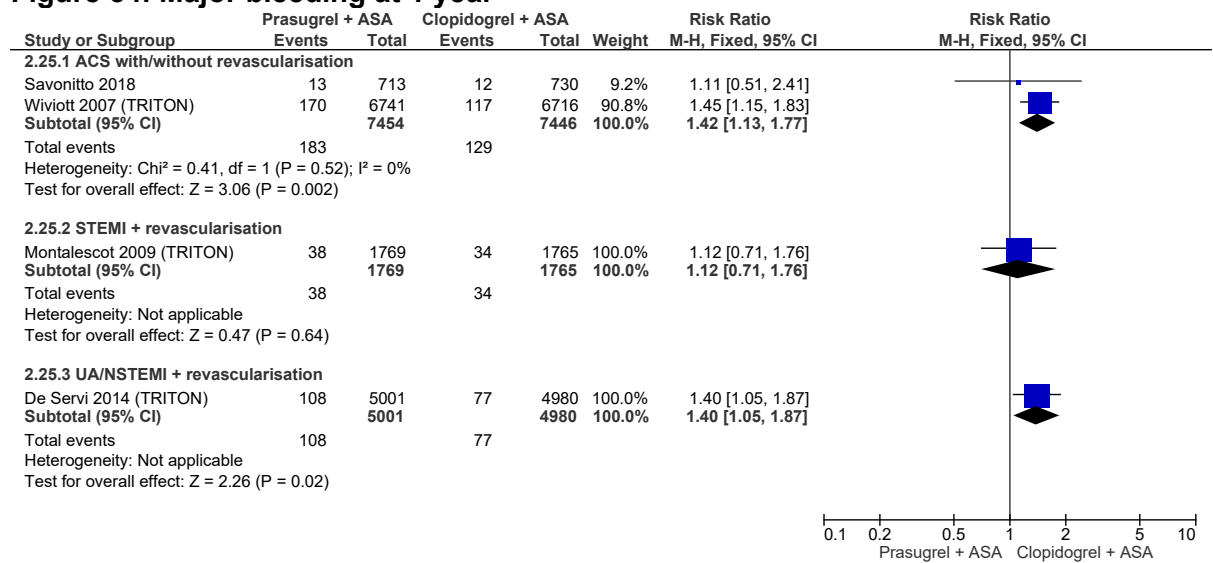 Prasugrel + ASA Clopidogrel + ASA Risk Ratio Risk Ratio
Study or Subgroup Events Total Events Total Weight M-H, Fixed, 95% CI M-H, Fixed, 95% CI
2.25.1 ACS with/without revascularisation
Savonitto 2018 13 713 12 730 9.2% 1.11 [0.51, 2.41]
Wiviott 2007 (TRITON) 170 6741 117 6716 90.8% 1.45 [1.15, 1.83]
Subtotal (95% CI) 7454 7446 100.0% 1.42 [1.13, 1.77]
Total events 183 129
Heterogeneity: Chi² = 0.41, df = 1 (P = 0.52); I² = 0%
Test for overall effect: Z = 3.06 (P = 0.002)
2.25.2 STEMI + revascularisation
Montalescot 2009 (TRITON) 38 1769 34 1765 100.0% 1.12 [0.71, 1.76]
Subtotal (95% CI) 1769 1765 100.0% 1.12 [0.71, 1.76]
Total events 38 34
Heterogeneity: Not applicable
Test for overall effect: Z = 0.47 (P = 0.64)
2.25.3 UA/NSTEMI + revascularisation
De Servi 2014 (TRITON) 108 5001 77 4980 100.0% 1.40 [1.05, 1.87]
Subtotal (95% CI) 5001 4980 100.0% 1.40 [1.05, 1.87]
Total events 108 77
Heterogeneity: Not applicable
Test for overall effect: Z = 2.26 (P = 0.02)
0.1 0.2 0.5 1 2 5 10
Prasugrel + ASA Clopidogrel + ASA